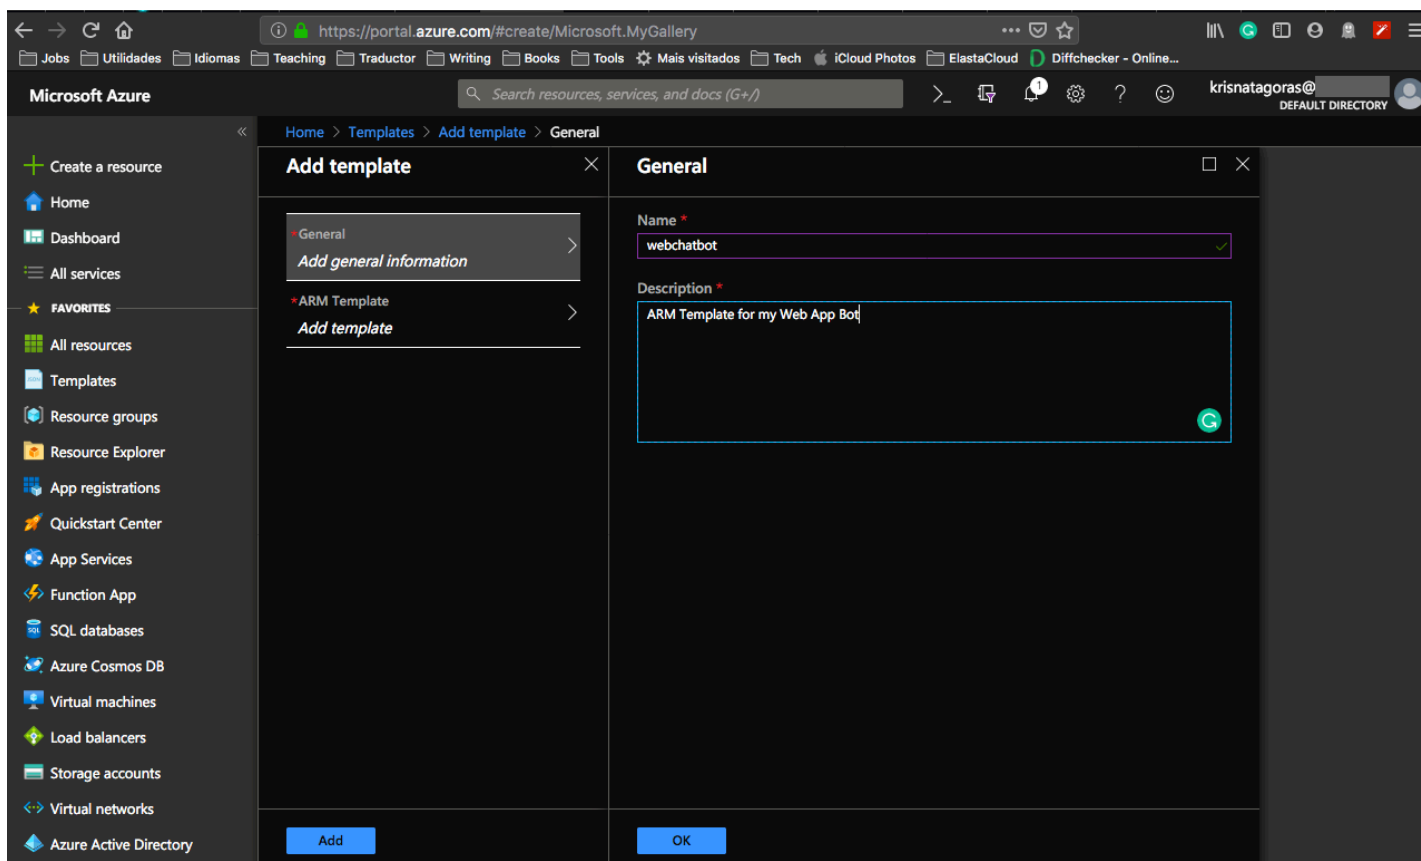 https://portal.azure.com/#create/Microsoft.MyGallery
Jobs Utilidades Idiomas Teaching Traductor Writing Books Tools Mais visitados Tech iCloud Photos ElastaCloud Diffchecker - Online...
Microsoft Azure
Search resources, services, and docs (G+/)
1
krisnatagoras@
DEFAULT DIRECTORY
Home > Templates > Add template > General
Create a resource
Home
Dashboard
All services
FAVORITES
All resources
Templates
Resource groups
Resource Explorer
App registrations
Quickstart Center
App Services
Function App
SQL databases
Azure Cosmos DB
Virtual machines
Load balancers
Storage accounts
Virtual networks
Azure Active Directory
Add template
*General
Add general information
*ARM Template
Add template
Add
General
Name *
webchatbot
Description *
ARM Template for my Web App Bot
OK